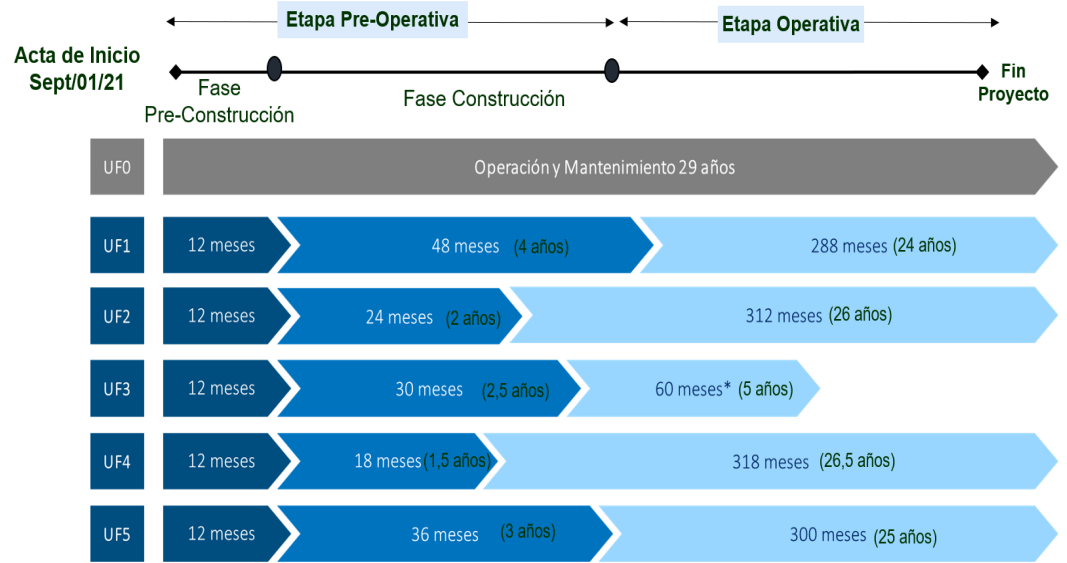 Etapa Pre-Operativa
Etapa Operativa
Acta de Inicio
Sept/01/21
Fase
Pre-Construcción
Fase Construcción
Fin
Proyecto
UF0
Operación y Mantenimiento 29 años
UF1
12 meses
48 meses (4 años)
288 meses (24 años)
UF2
12 meses
24 meses (2 años)
312 meses (26 años)
UF3
12 meses
30 meses (2,5 años)
60 meses* (5 años)
UF4
12 meses
18 meses(1,5 años)
318 meses (26,5 años)
UF5
12 meses
36 meses (3 años)
300 meses (25 años)